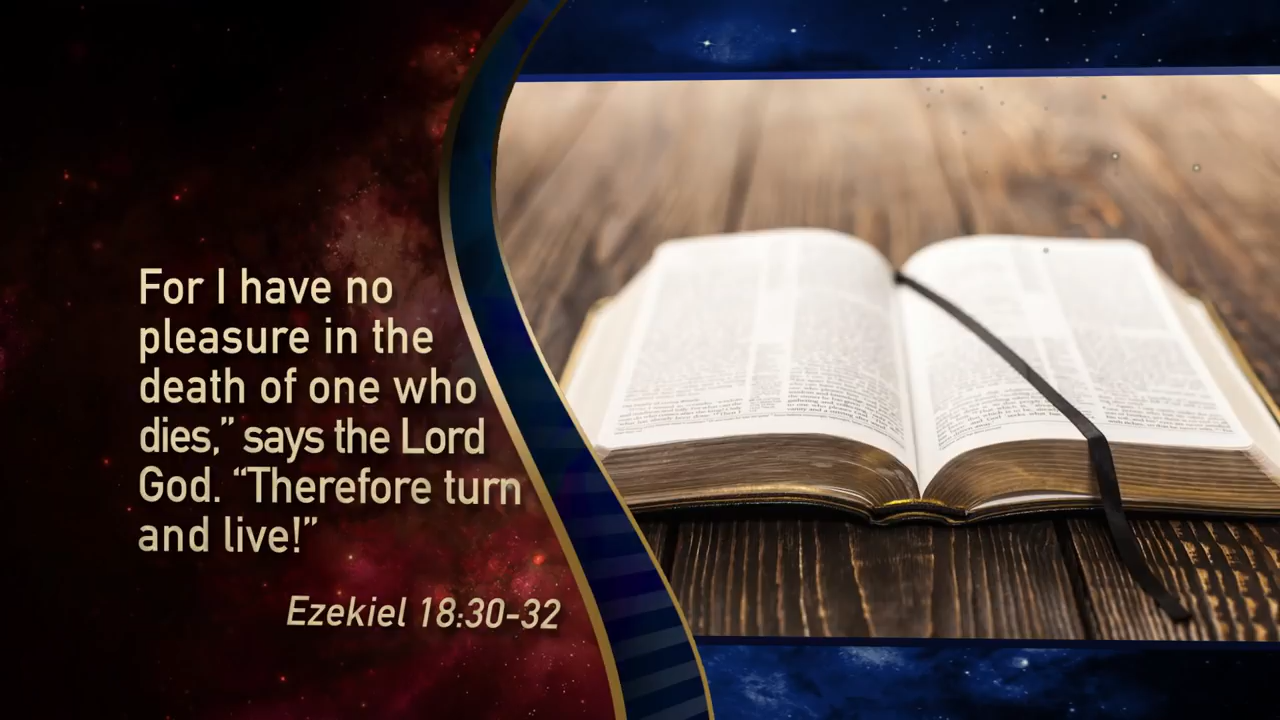 For I have no
pleasure in the
death of one who
dies,” says the Lord
God. “Therefore turn
and live!”
Ezekiel 18:30-32